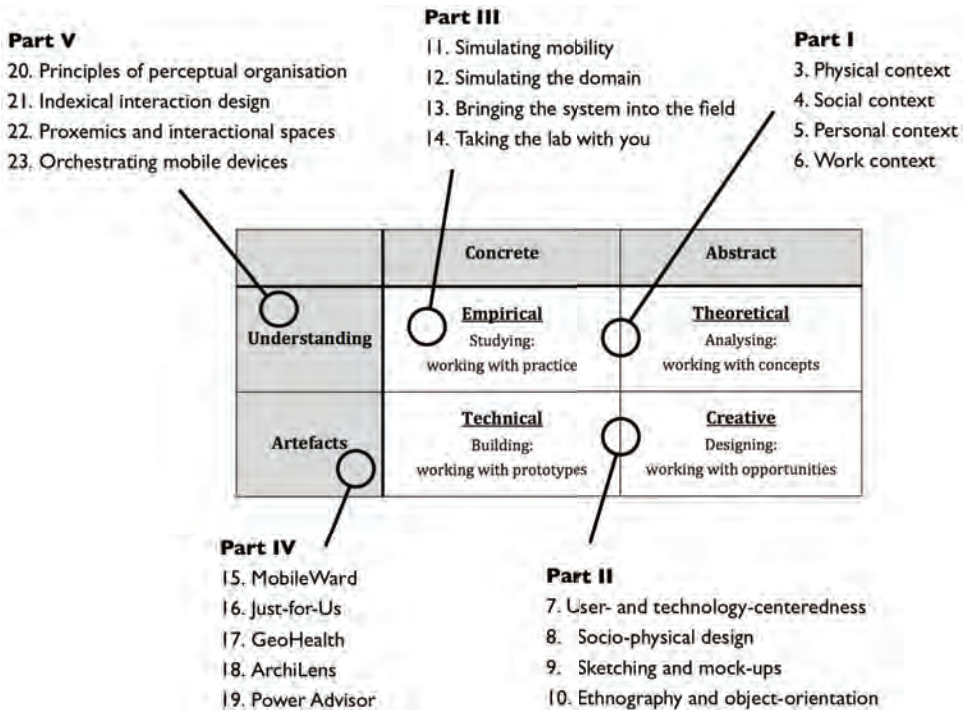 Part V
20. Principles of perceptual organisation
21. Indexical interaction design
22. Proxemics and interactional spaces
23. Orchestrating mobile devices
Part III
11. Simulating mobility
12. Simulating the domain
13. Bringing the system into the field
14. Taking the lab with you
Part I
3. Physical context
4. Social context
5. Personal context
6. Work context
Concrete
Abstract
Understanding
Empirical
Studying:
working with practice
Theoretical
Analysing:
working with concepts
Artefacts
Technical
Building:
working with prototypes
Creative
Designing:
working with opportunities
Part IV
15. MobileWard
16. Just-for-Us
17. GeoHealth
18. ArchiLens
19. Power Advisor
Part II
7. User- and technology-centeredness
8. Socio-physical design
9. Sketching and mock-ups
10. Ethnography and object-orientation